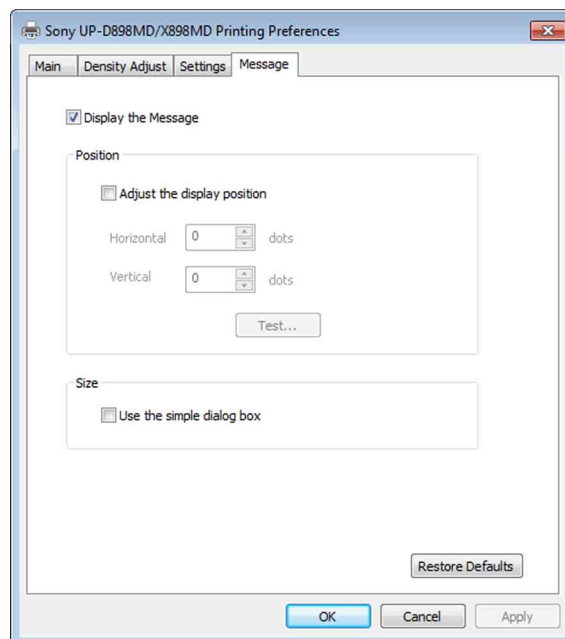 Sony UP-D898MD/X898MD Printing Preferences
Main Density Adjust Settings Message
Display the Message
Position
Adjust the display position
Horizontal 0 dots
Vertical 0 dots
Test...
Size
Use the simple dialog box
Restore Defaults
OK Cancel Apply